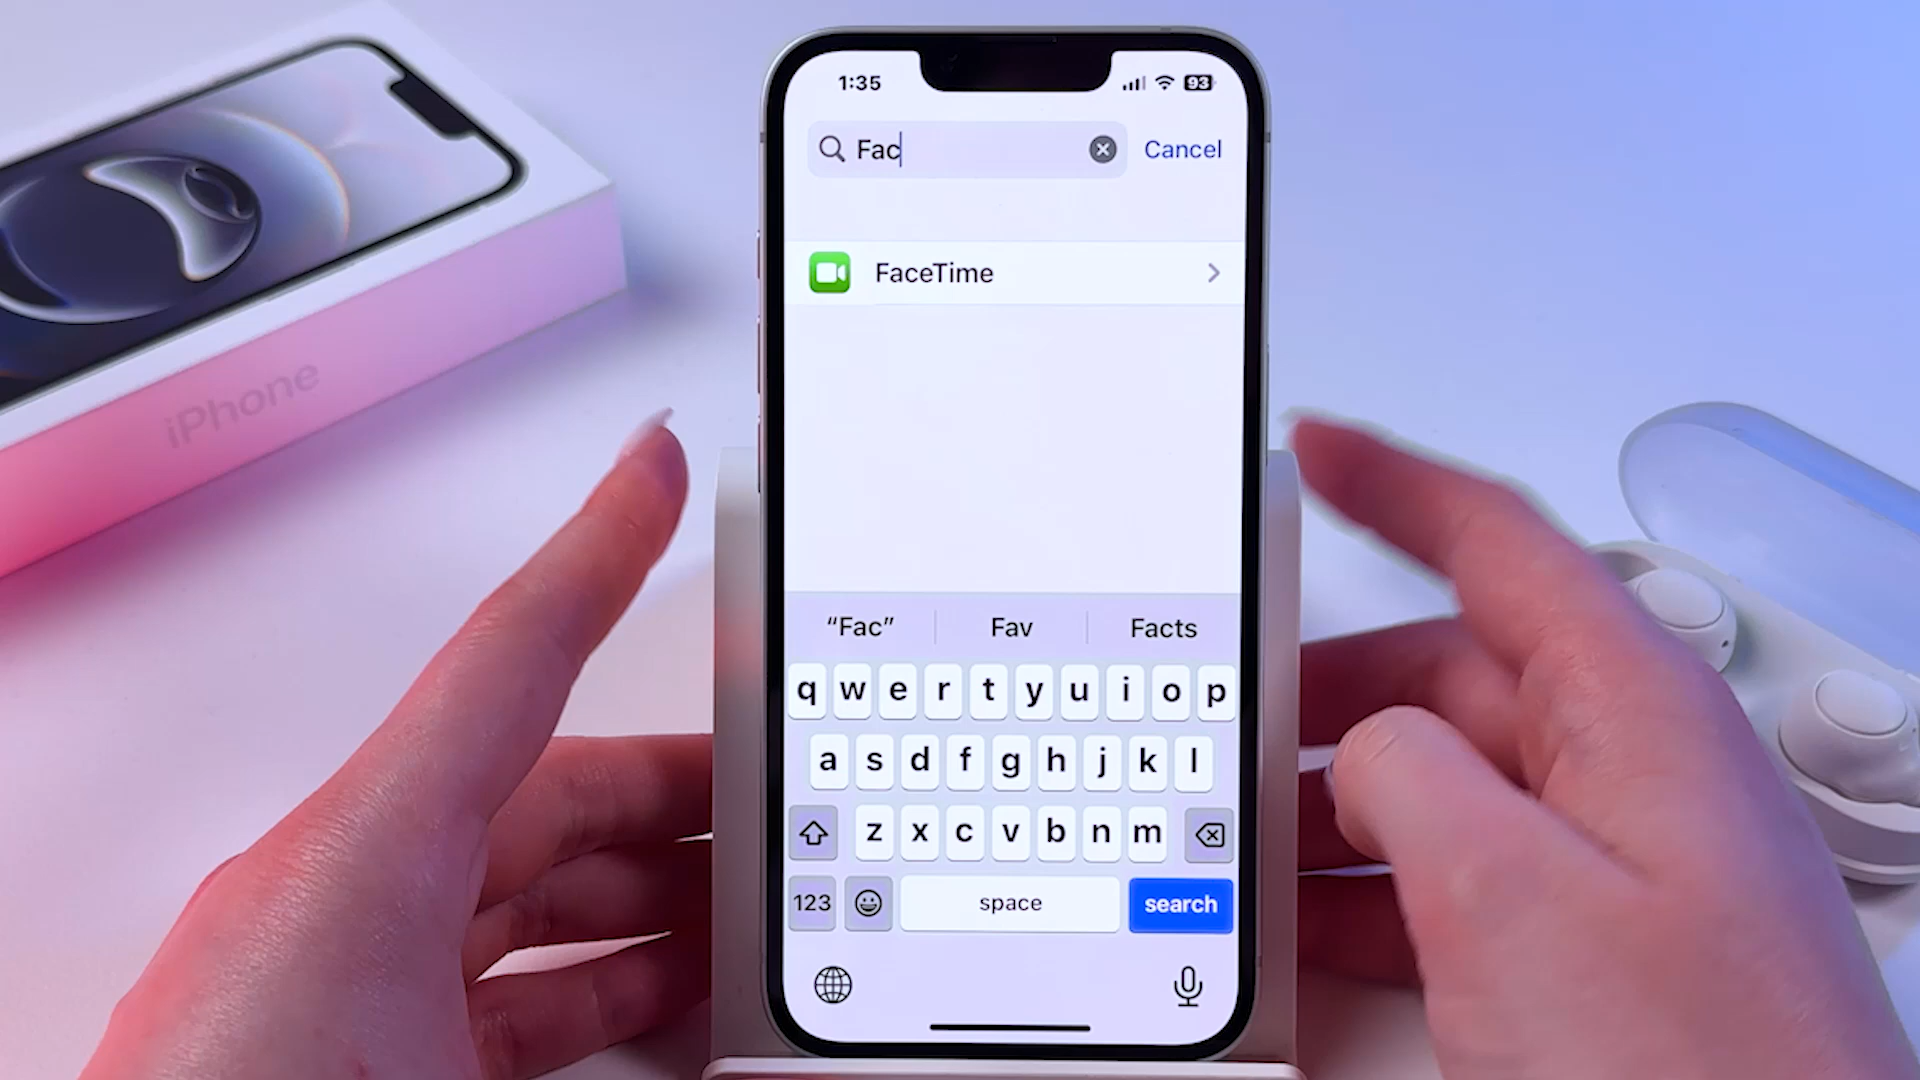 iPhone
1:35
93
Fac
Cancel
FaceTime
“Fac” Fav Facts
q w e r t y u i o p
a s d f g h j k l
z x c v b n m
123 space search